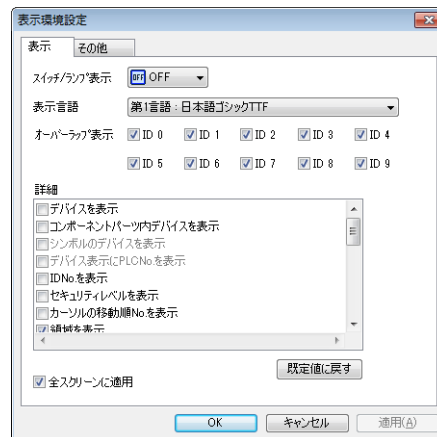 表示環境設定
表示 その他
スイッチ/ランプ表示 OFF OFF
表示言語 第1言語:日本語ゴシックTTF
オーバーラップ表示 ID 0 ID 1 ID 2 ID 3 ID 4
ID 5 ID 6 ID 7 ID 8 ID 9
詳細
デバイスを表示
コンポーネントパーツ内デバイスを表示
シンボルのデバイスを表示
デバイス表示にPLCNo.を表示
IDNo.を表示
セキュリティレベルを表示
カーソルの移動順No.を表示
領域を表示
既定値に戻す
全スクリーンに適用
OK キャンセル 適用(A)